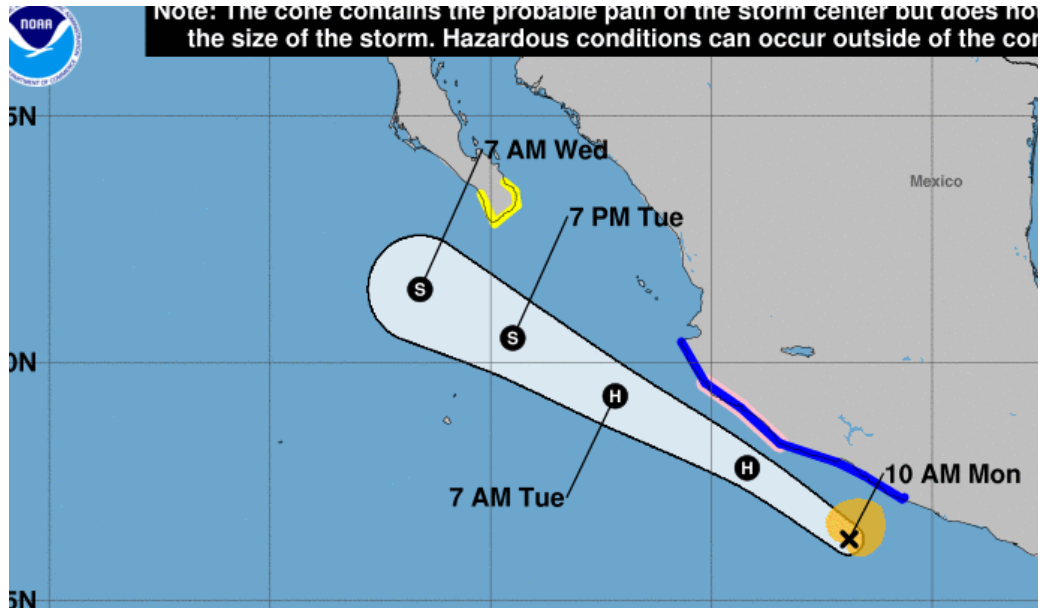 Note: The cone contains the probable path of the storm center but does not
the size of the storm. Hazardous conditions can occur outside of the con
NOAA
5N
7 AM Wed
Mexico
7 PM Tue
S
S
0N
H
H
10 AM Mon
7 AM Tue
5N